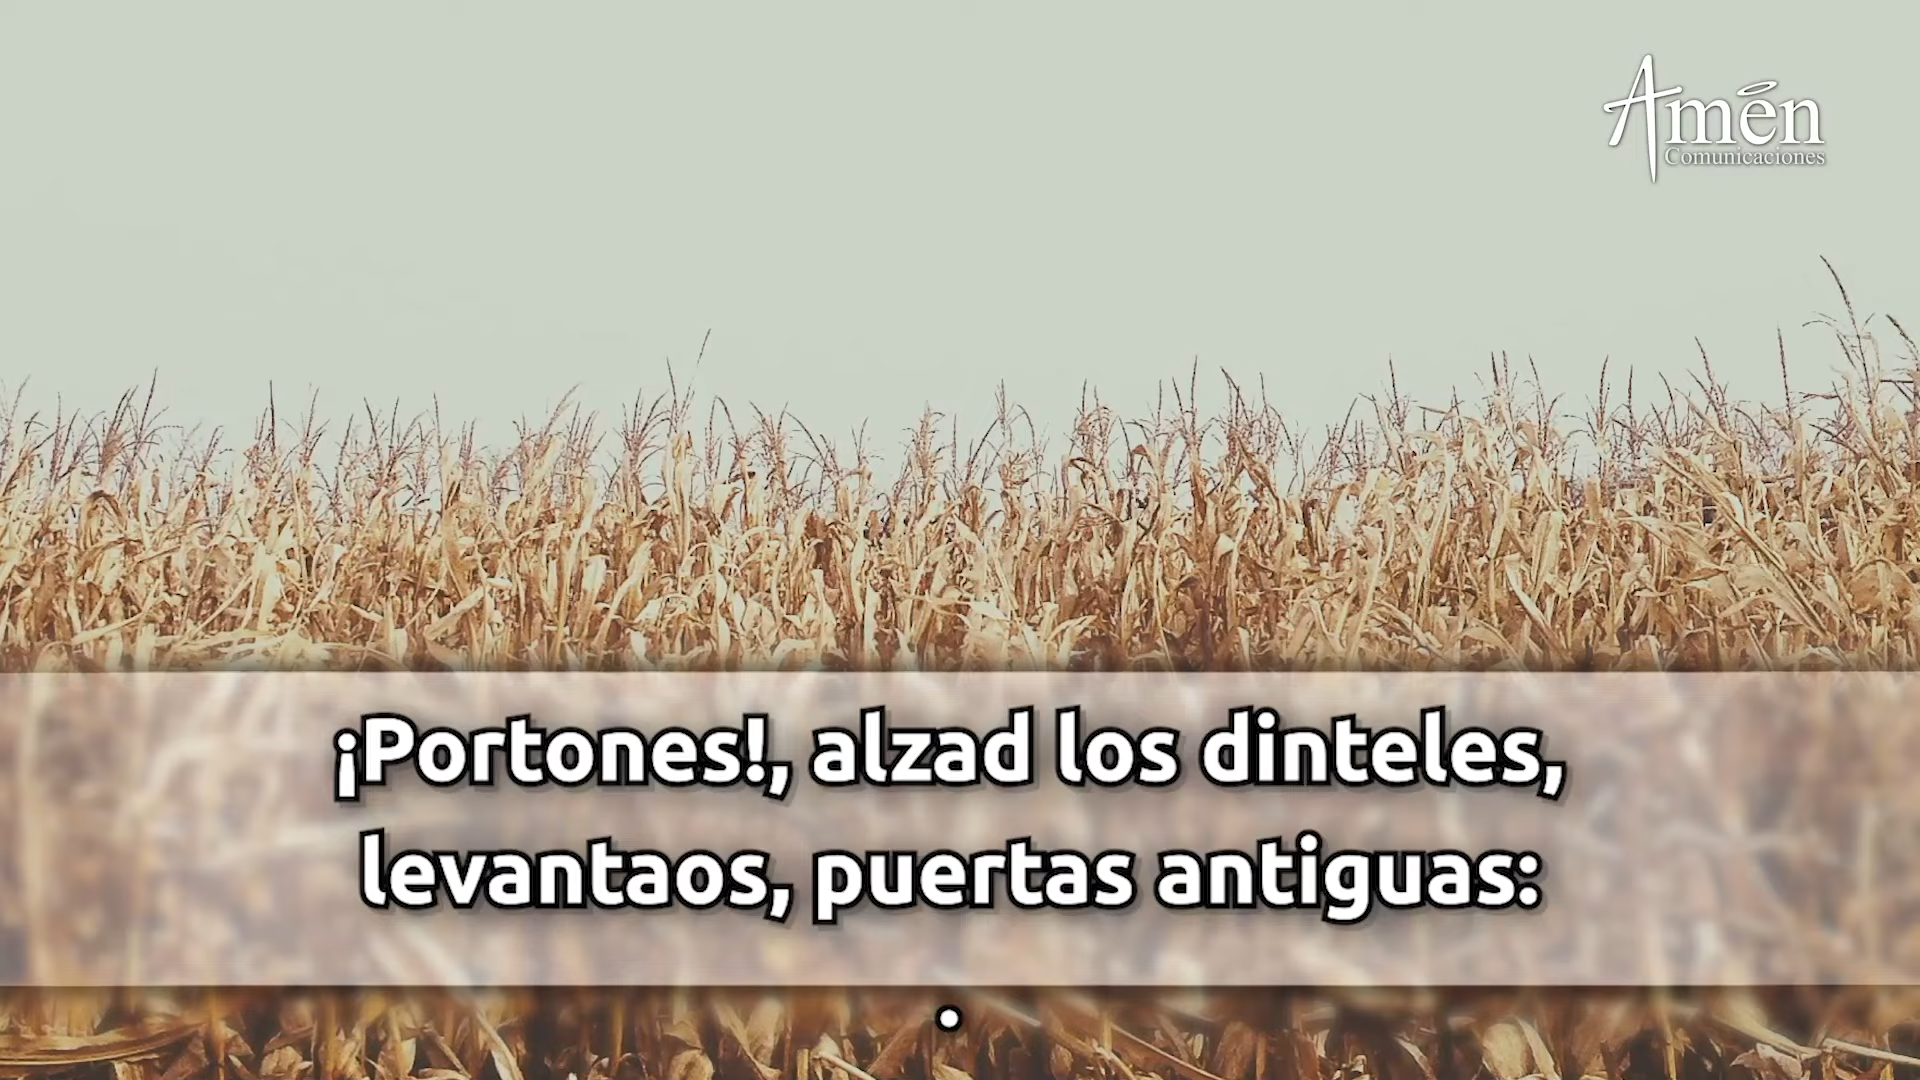 Amén
Comunicaciones
¡Portones!, alzad los dinteles,
levantaos, puertas antiguas:
.